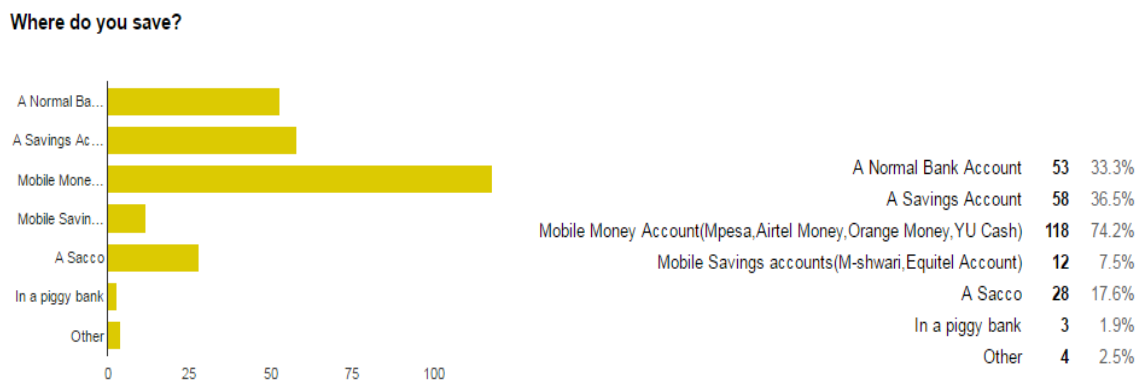 Where do you save?
A Normal Ba...
A Savings Ac...
Mobile Mone...
Mobile Savin...
A Sacco
In a piggy bank
Other
0 25 50 75 100
A Normal Bank Account 53 33.3%
A Savings Account 58 36.5%
Mobile Money Account(Mpesa,Airtel Money,Orange Money,YU Cash) 118 74.2%
Mobile Savings accounts(M-shwari,Equitel Account) 12 7.5%
A Sacco 28 17.6%
In a piggy bank 3 1.9%
Other 4 2.5%